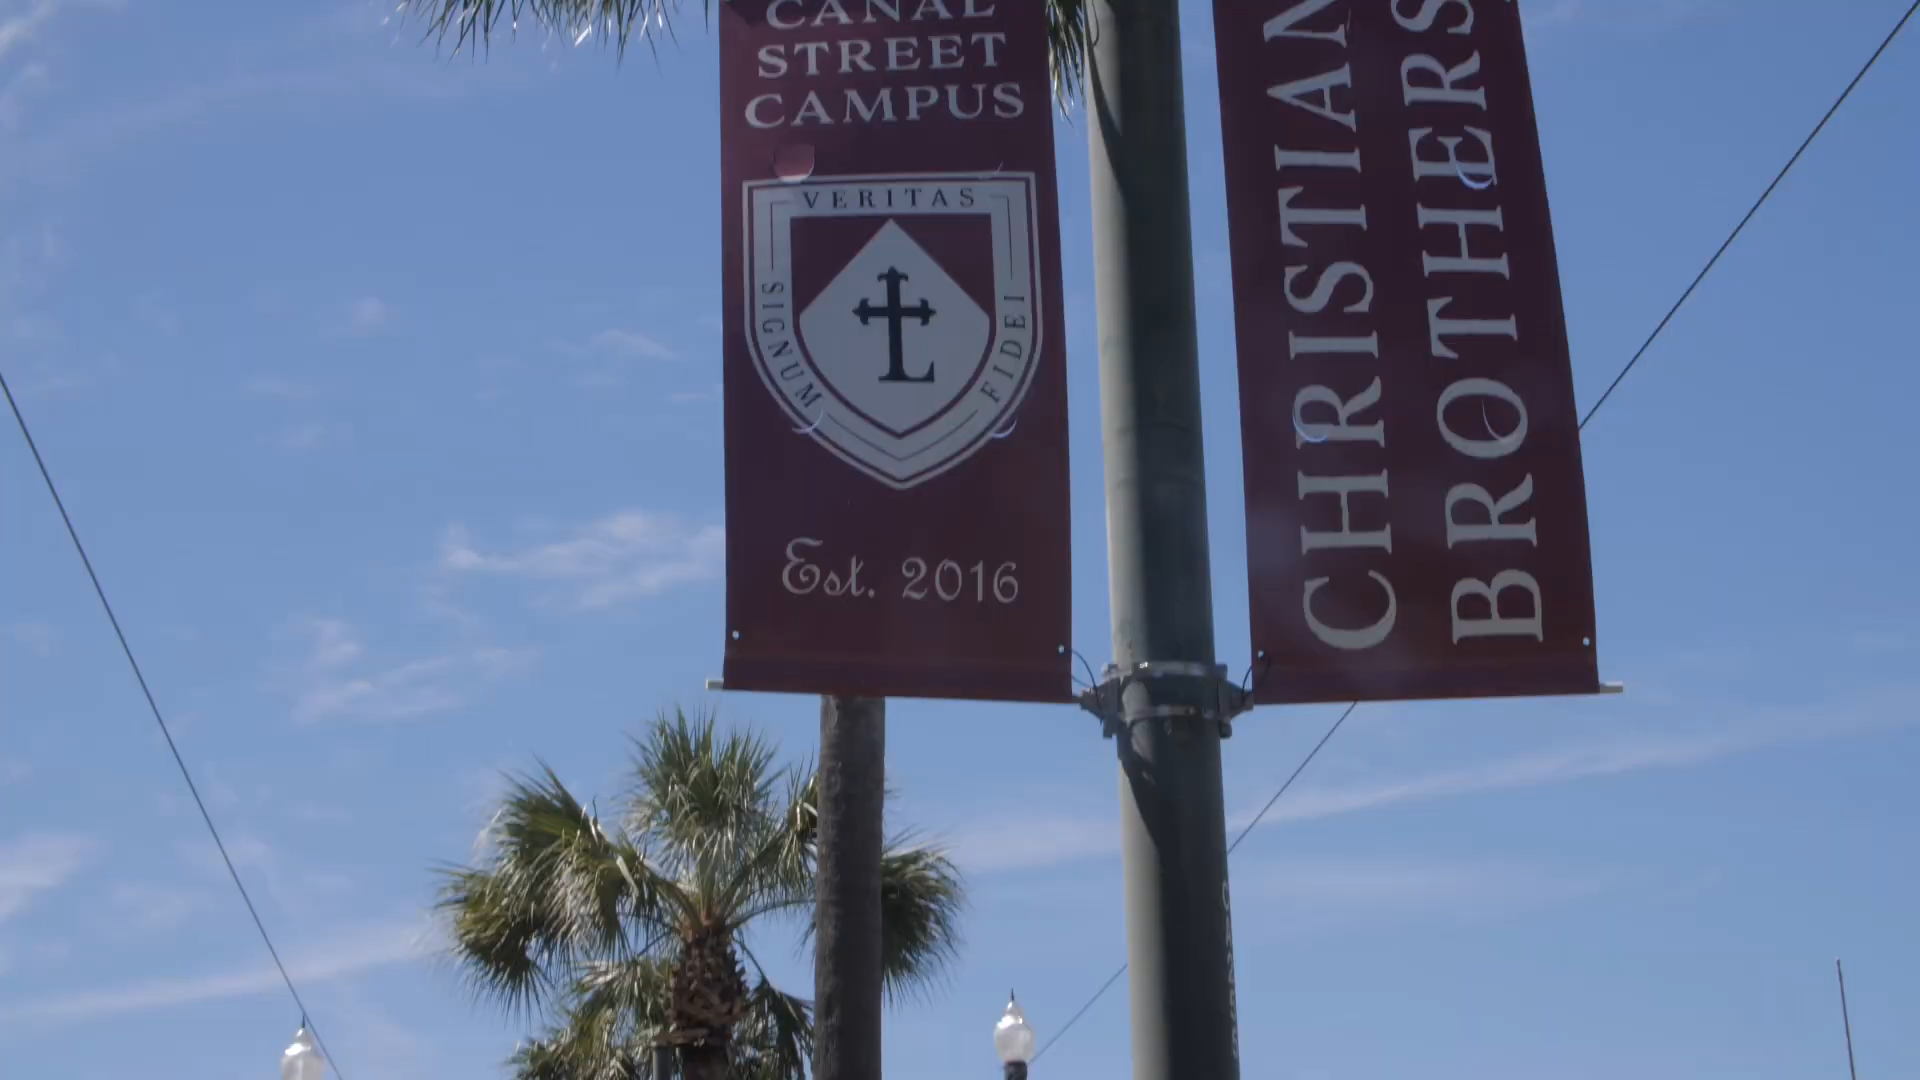 CANAL
STREET
CAMPUS
VERITAS
SIGNUM
FIDEI
L
Est. 2016
CHRISTIAN
BROTHERS